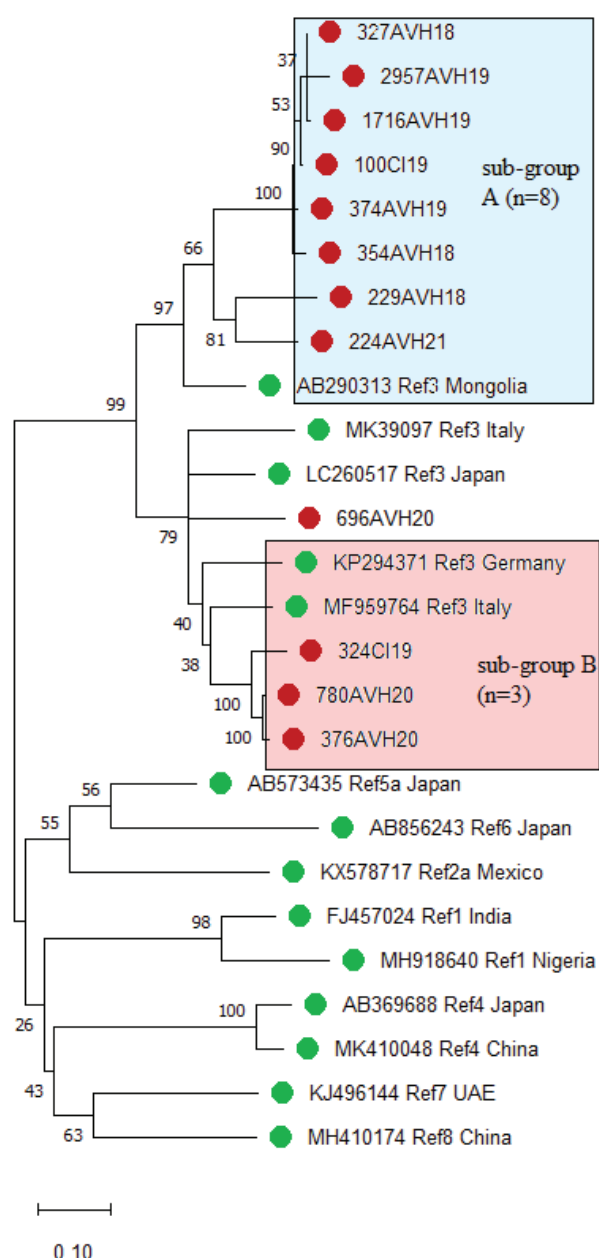 327AVH18
37
2957AVH19
53
1716AVH19
90
100CI19
sub-group
A (n=8)
100
374AVH19
66
354AVH18
97
229AVH18
81
224AVH21
99
AB290313 Ref3 Mongolia
MK39097 Ref3 Italy
LC260517 Ref3 Japan
696AVH20
79
KP294371 Ref3 Germany
40
MF959764 Ref3 Italy
38
324CI19
sub-group B
(n=3)
100
780AVH20
100
376AVH20
56
AB573435 Ref5a Japan
55
AB856243 Ref6 Japan
KX578717 Ref2a Mexico
98
FJ457024 Ref1 India
MH918640 Ref1 Nigeria
26
100
AB369688 Ref4 Japan
MK410048 Ref4 China
43
KJ496144 Ref7 UAE
63
MH410174 Ref8 China
0.10